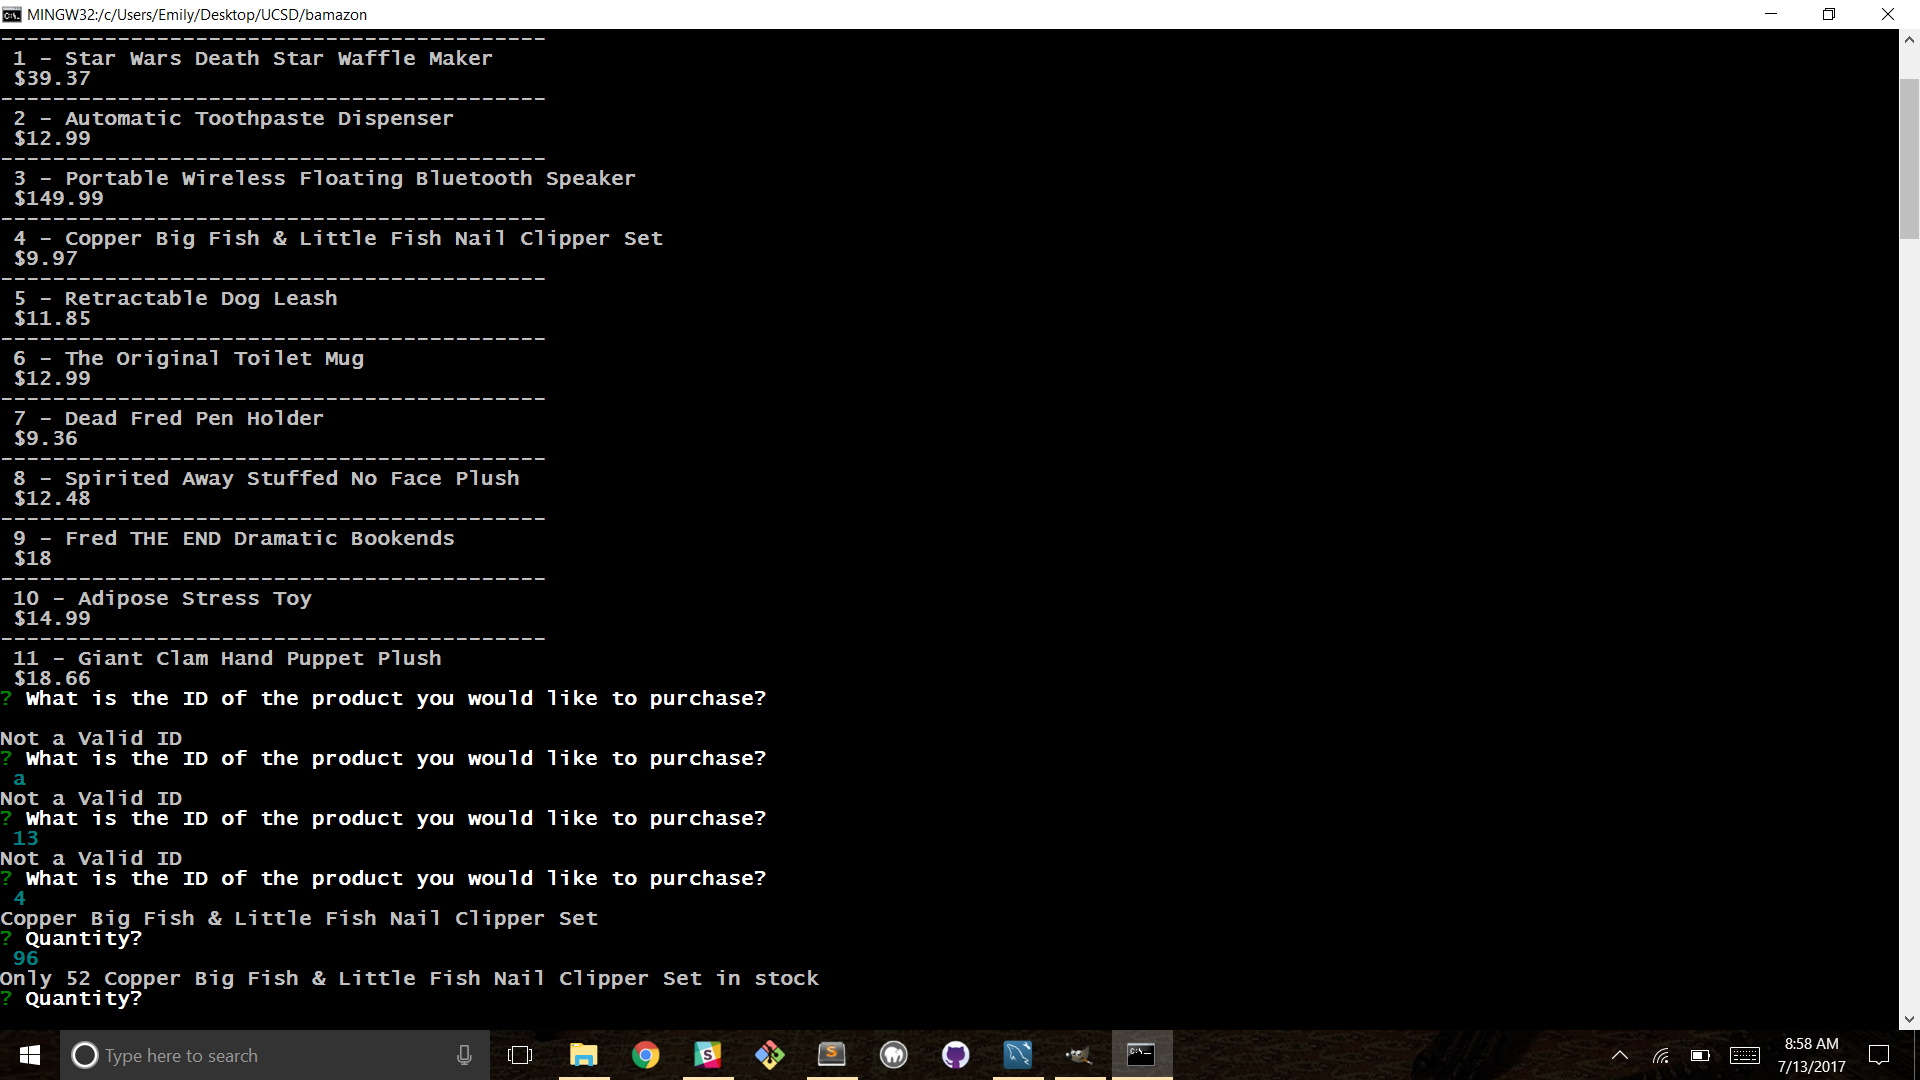 MINGW32:/c/Users/Emily/Desktop/UCSD/bamazon
------------------------------------------
1 - Star Wars Death Star Waffle Maker
$39.37
------------------------------------------
2 - Automatic Toothpaste Dispenser
$12.99
------------------------------------------
3 - Portable Wireless Floating Bluetooth Speaker
$149.99
------------------------------------------
4 - Copper Big Fish & Little Fish Nail Clipper Set
$9.97
------------------------------------------
5 - Retractable Dog Leash
$11.85
------------------------------------------
6 - The Original Toilet Mug
$12.99
------------------------------------------
7 - Dead Fred Pen Holder
$9.36
------------------------------------------
8 - Spirited Away Stuffed No Face Plush
$12.48
------------------------------------------
9 - Fred THE END Dramatic Bookends
$18
------------------------------------------
10 - Adipose Stress Toy
$14.99
------------------------------------------
11 - Giant Clam Hand Puppet Plush
$18.66
? What is the ID of the product you would like to purchase?
Not a Valid ID
? What is the ID of the product you would like to purchase?
a
Not a Valid ID
? What is the ID of the product you would like to purchase?
13
Not a Valid ID
? What is the ID of the product you would like to purchase?
4
Copper Big Fish & Little Fish Nail Clipper Set
? Quantity?
96
Only 52 Copper Big Fish & Little Fish Nail Clipper Set in stock
? Quantity?
Type here to search
8:58 AM
7/13/2017